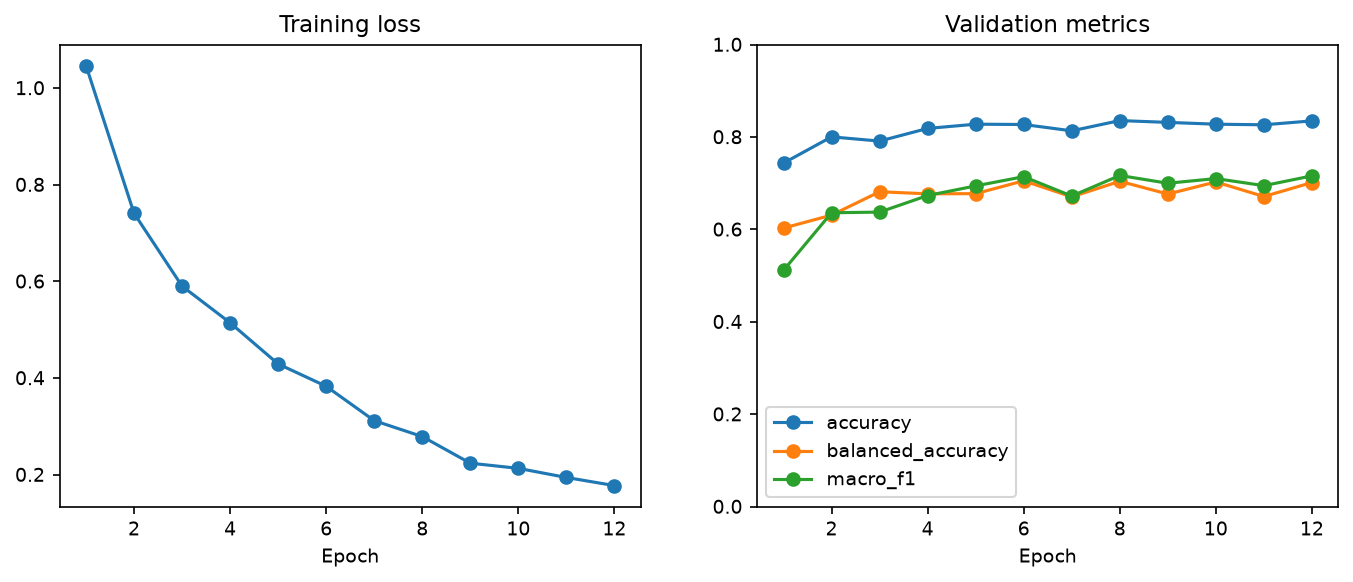 Training loss
1.0
0.8
0.6
0.4
0.2
2 4 6 8 10 12
Epoch
Validation metrics
1.0
0.8
0.6
0.4
0.2
0.0
accuracy
balanced_accuracy
macro_f1
2 4 6 8 10 12
Epoch